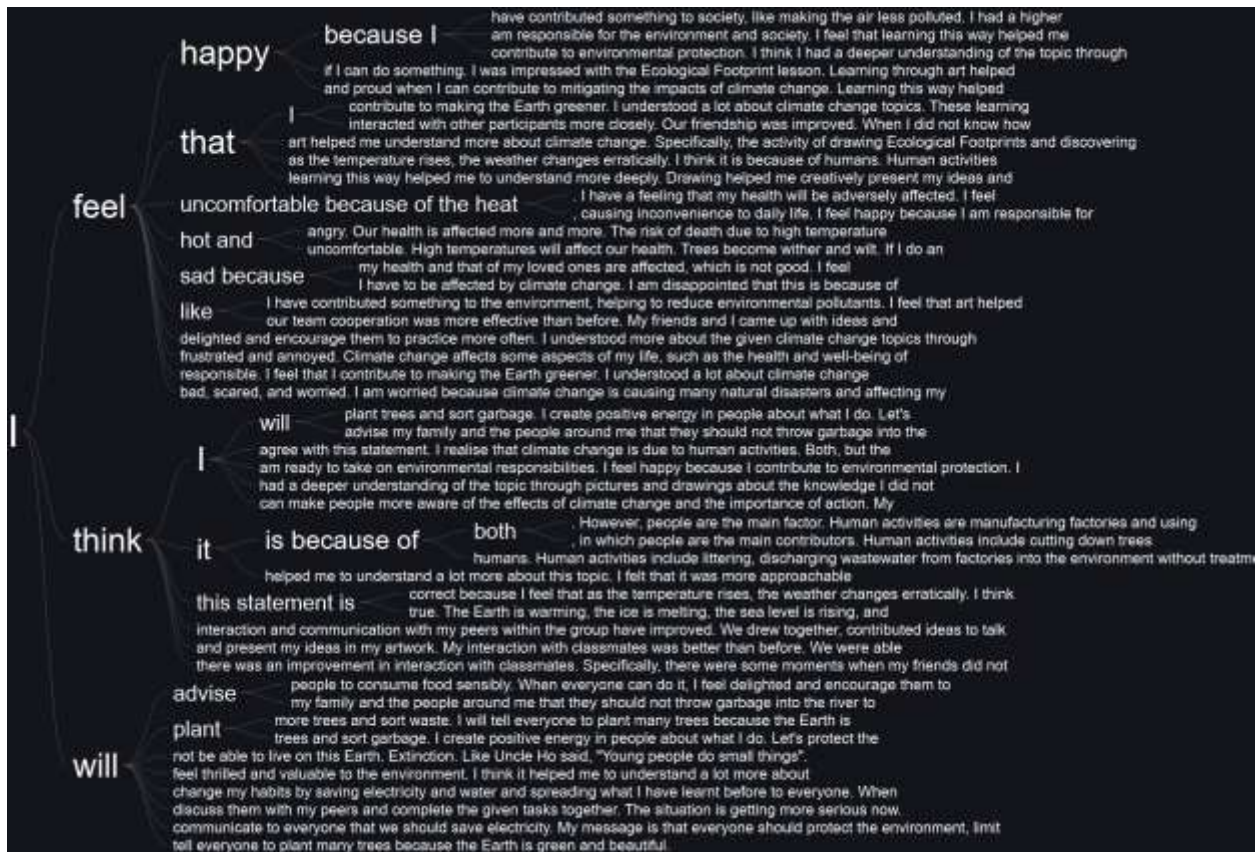 I
feel
happy
because I
have contributed something to society, like making the air less polluted. I had a higher
am responsible for the environment and society. I feel that learning this way helped me
contribute to environmental protection. I think I had a deeper understanding of the topic through
if I can do something. I was impressed with the Ecological Footprint lesson. Learning through art helped
and proud when I can contribute to mitigating the impacts of climate change. Learning this way helped
that
I
contribute to making the Earth greener. I understood a lot about climate change topics. These learning
interacted with other participants more closely. Our friendship was improved. When I did not know how
art helped me understand more about climate change. Specifically, the activity of drawing Ecological Footprints and discovering
as the temperature rises, the weather changes erratically. I think it is because of humans. Human activities
learning this way helped me to understand more deeply. Drawing helped me creatively present my ideas and
uncomfortable because of the heat
. I have a feeling that my health will be adversely affected. I feel
, causing inconvenience to daily life. I feel happy because I am responsible for
hot and
angry. Our health is affected more and more. The risk of death due to high temperature
uncomfortable. High temperatures will affect our health. Trees become wither and wilt. If I do an
sad because
my health and that of my loved ones are affected, which is not good. I feel
I have to be affected by climate change. I am disappointed that this is because of
like
I have contributed something to the environment, helping to reduce environmental pollutants. I feel that art helped
our team cooperation was more effective than before. My friends and I came up with ideas and
delighted and encourage them to practice more often. I understood more about the given climate change topics through
frustrated and annoyed. Climate change affects some aspects of my life, such as the health and well-being of
responsible. I feel that I contribute to making the Earth greener. I understood a lot about climate change
bad, scared, and worried. I am worried because climate change is causing many natural disasters and affecting my
think
I
will
plant trees and sort garbage. I create positive energy in people about what I do. Let's
advise my family and the people around me that they should not throw garbage into the
agree with this statement. I realise that climate change is due to human activities. Both, but the
am ready to take on environmental responsibilities. I feel happy because I contribute to environmental protection. I
had a deeper understanding of the topic through pictures and drawings about the knowledge I did not
can make people more aware of the effects of climate change and the importance of action. My
it
is because of
both
. However, people are the main factor. Human activities are manufacturing factories and using
, in which people are the main contributors. Human activities include cutting down trees
humans. Human activities include littering, discharging wastewater from factories into the environment without treatme
helped me to understand a lot more about this topic. I felt that it was more approachable
this statement is
correct because I feel that as the temperature rises, the weather changes erratically. I think
true. The Earth is warming, the ice is melting, the sea level is rising, and
interaction and communication with my peers within the group have improved. We drew together, contributed ideas to talk
and present my ideas in my artwork. My interaction with classmates was better than before. We were able
there was an improvement in interaction with classmates. Specifically, there were some moments when my friends did not
will
advise
people to consume food sensibly. When everyone can do it, I feel delighted and encourage them to
my family and the people around me that they should not throw garbage into the river to
plant
more trees and sort waste. I will tell everyone to plant many trees because the Earth is
trees and sort garbage. I create positive energy in people about what I do. Let's protect the
not be able to live on this Earth. Extinction. Like Uncle Ho said, "Young people do small things".
feel thrilled and valuable to the environment. I think it helped me to understand a lot more about
change my habits by saving electricity and water and spreading what I have learnt before to everyone. When
discuss them with my peers and complete the given tasks together. The situation is getting more serious now.
communicate to everyone that we should save electricity. My message is that everyone should protect the environment, limit
tell everyone to plant many trees because the Earth is green and beautiful.